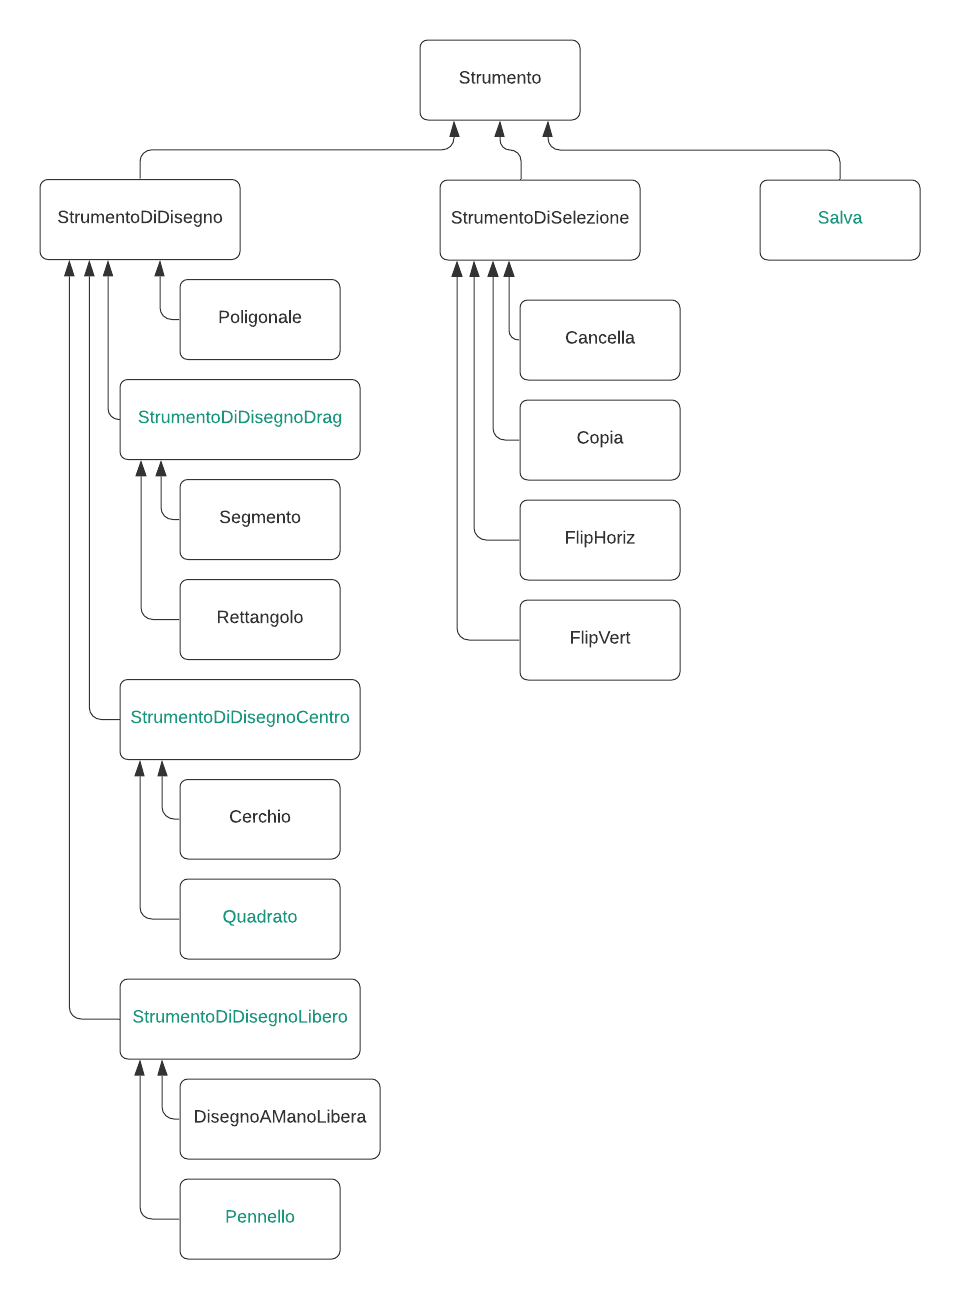 Strumento
StrumentoDiDisegno
StrumentoDiSelezione
Salva
Poligonale
Cancella
StrumentoDiDisegnoDrag
Copia
Segmento
FlipHoriz
Rettangolo
FlipVert
StrumentoDiDisegnoCentro
Cerchio
Quadrato
StrumentoDiDisegnoLibero
DisegnoAManoLibera
Pennello